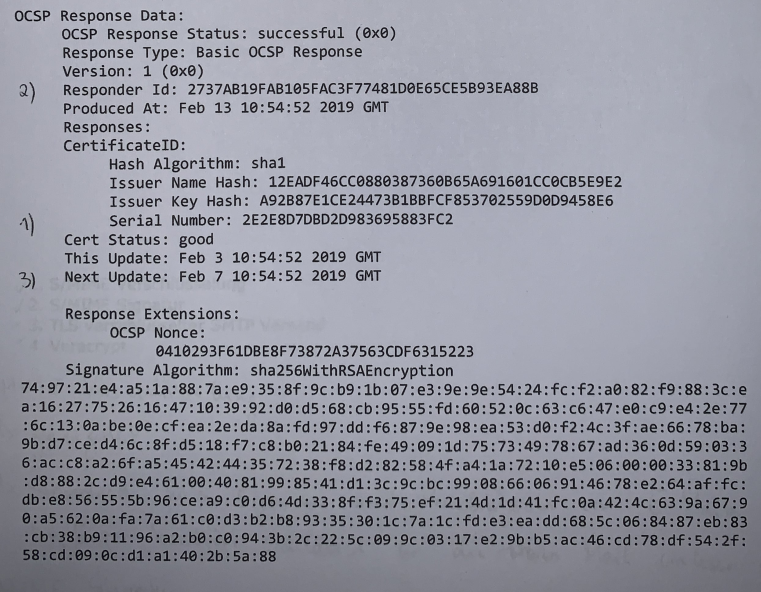 OCSP Response Data:
OCSP Response Status: successful (0x0)
Response Type: Basic OCSP Response
Version: 1 (0x0)
2) Responder Id: 2737AB19FAB105FAC3F77481D0E65CE5B93EA88B
Produced At: Feb 13 10:54:52 2019 GMT
Responses:
CertificateID:
Hash Algorithm: sha1
Issuer Name Hash: 12EADF46CC0880387360B65A691601CC0CB5E9E2
Issuer Key Hash: A92B87E1CE24473B1BBFCF853702559D0D9458E6
1) Serial Number: 2E2E8D7DBD2D983695883FC2
Cert Status: good
This Update: Feb 3 10:54:52 2019 GMT
3) Next Update: Feb 7 10:54:52 2019 GMT
Response Extensions:
OCSP Nonce:
0410293F61DBE8F73872A37563CDF6315223
Signature Algorithm: sha256WithRSAEncryption
74:97:21:e4:a5:1a:88:7a:e9:35:8f:9c:b9:1b:07:e3:9e:9e:54:24:fc:f2:a0:82:f9:88:3c:e
a:16:27:75:26:16:47:10:39:92:d0:d5:68:cb:95:55:fd:60:52:0c:63:c6:47:e0:c9:e4:2e:77
:6c:13:0a:be:0e:cf:ea:2e:da:8a:fd:97:dd:f6:87:9e:98:ea:53:d0:f2:4c:3f:ae:66:78:ba:
9b:d7:ce:d4:6c:8f:d5:18:f7:c8:b0:21:84:fe:49:09:1d:75:73:49:78:67:ad:36:0d:59:03:3
6:ac:c8:a2:6f:a5:45:42:44:35:72:38:f8:d2:82:58:4f:a4:1a:72:10:e5:06:00:00:33:81:9b
:d8:88:2c:d9:e4:61:00:40:81:99:85:41:d1:3c:9c:bc:99:08:66:06:91:46:78:e2:64:af:fc:
db:e8:56:55:5b:96:ce:a9:c0:d6:4d:33:8f:f3:75:ef:21:4d:1d:41:fc:0a:42:4c:63:9a:67:9
0:a5:62:0a:fa:7a:61:c0:d3:b2:b8:93:35:30:1c:7a:1c:fd:e3:ea:dd:68:5c:06:84:87:eb:83
:cb:38:b9:11:96:a2:b0:c0:94:3b:2c:22:5c:09:9c:03:17:e2:9b:b5:ac:46:cd:78:df:54:2f:
58:cd:09:0c:d1:a1:40:2b:5a:88